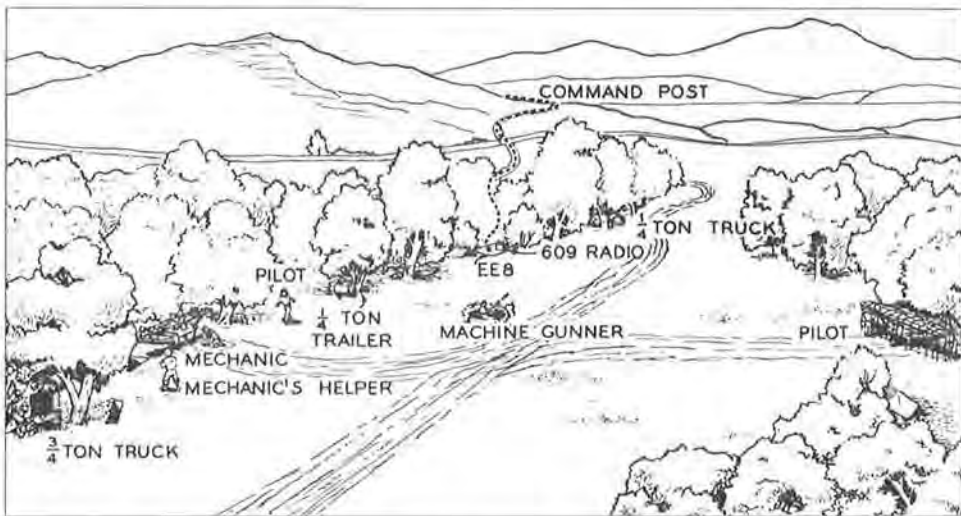 COMMAND POST
1/4 TON TRUCK
609 RADIO
EE8
PILOT
1/4 TON
TRAILER
MACHINE GUNNER
PILOT
MECHANIC
MECHANIC'S HELPER
3/4 TON TRUCK